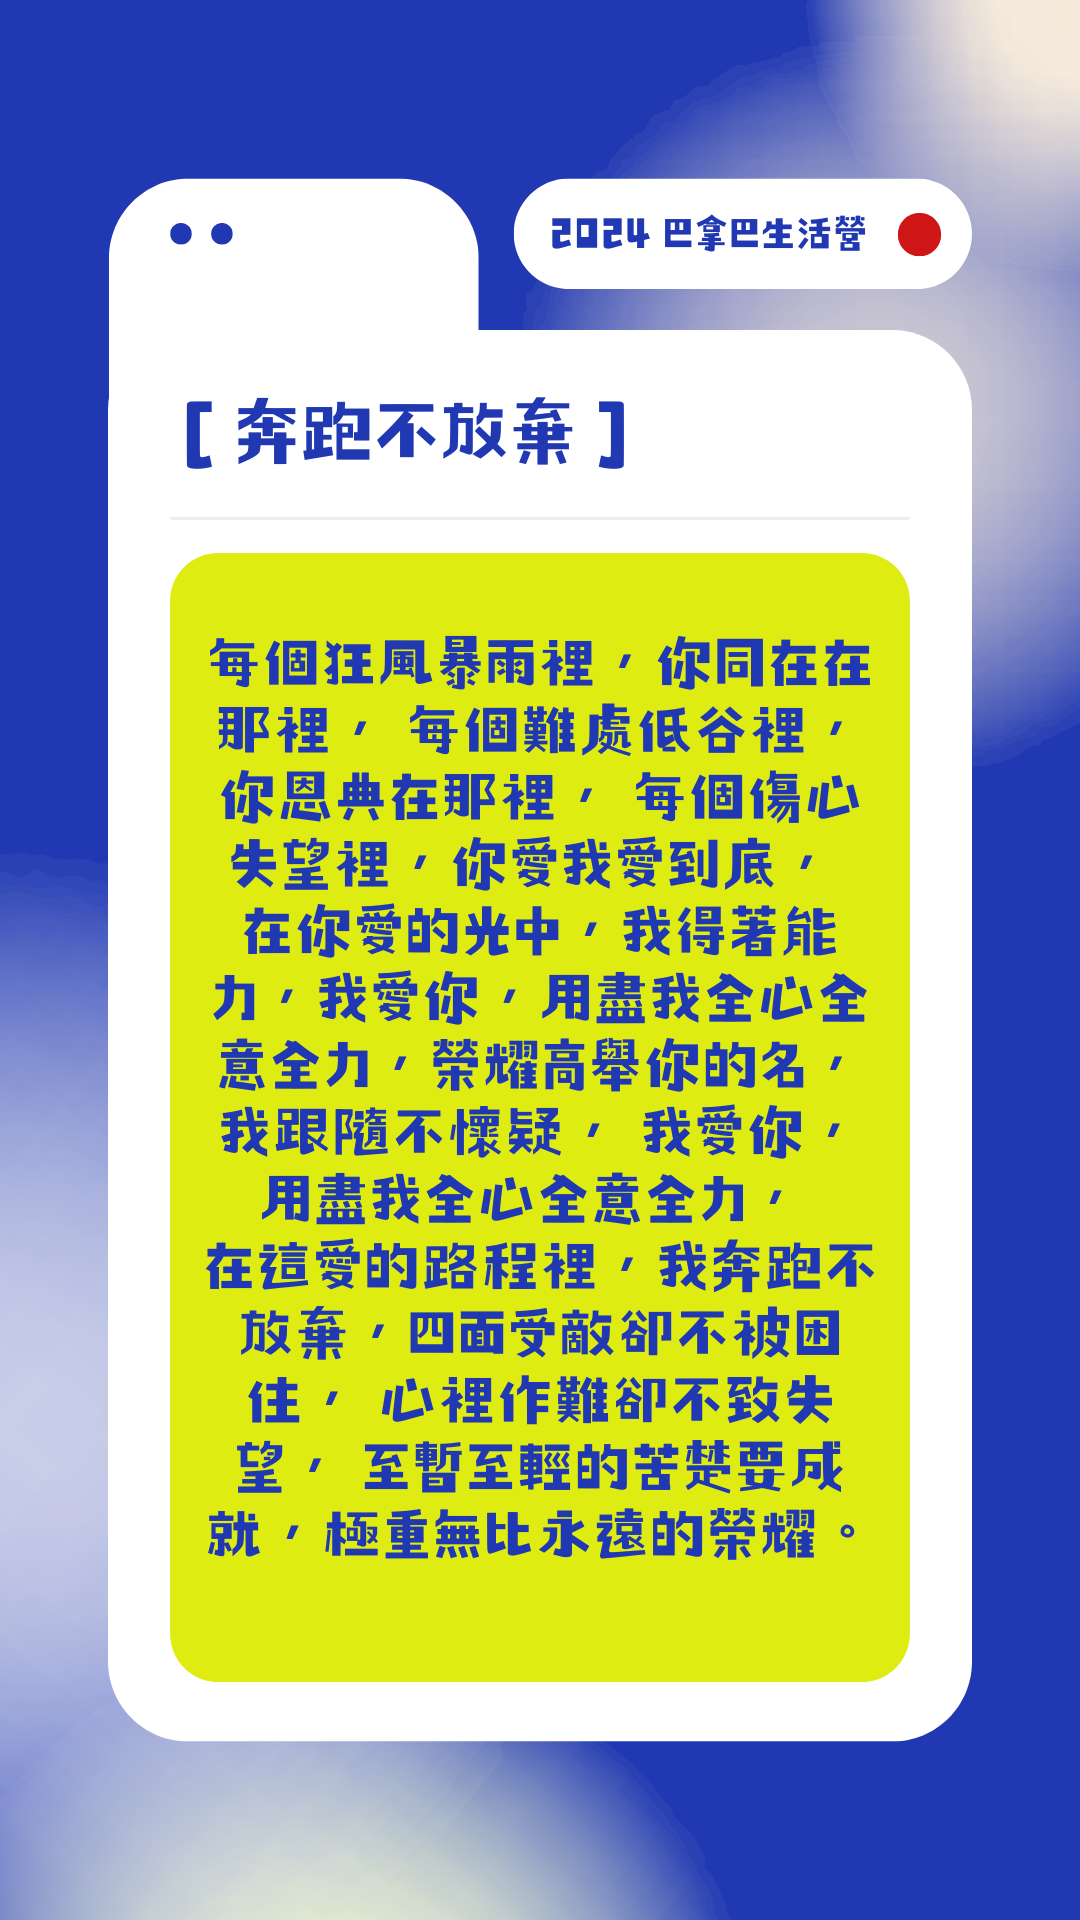 2024 巴拿巴生活營
[ 奔跑不放棄 ]
每個狂風暴雨裡，你同在在
那裡， 每個難處低谷裡，
你恩典在那裡， 每個傷心
失望裡，你愛我愛到底，
在你愛的光中，我得著能
力，我愛你，用盡我全心全
意全力，榮耀高舉你的名，
我跟隨不懷疑， 我愛你，
用盡我全心全意全力，
在這愛的路程裡，我奔跑不
放棄，四面受敵卻不被困
住， 心裡作難卻不致失
望， 至暫至輕的苦楚要成
就，極重無比永遠的榮耀。